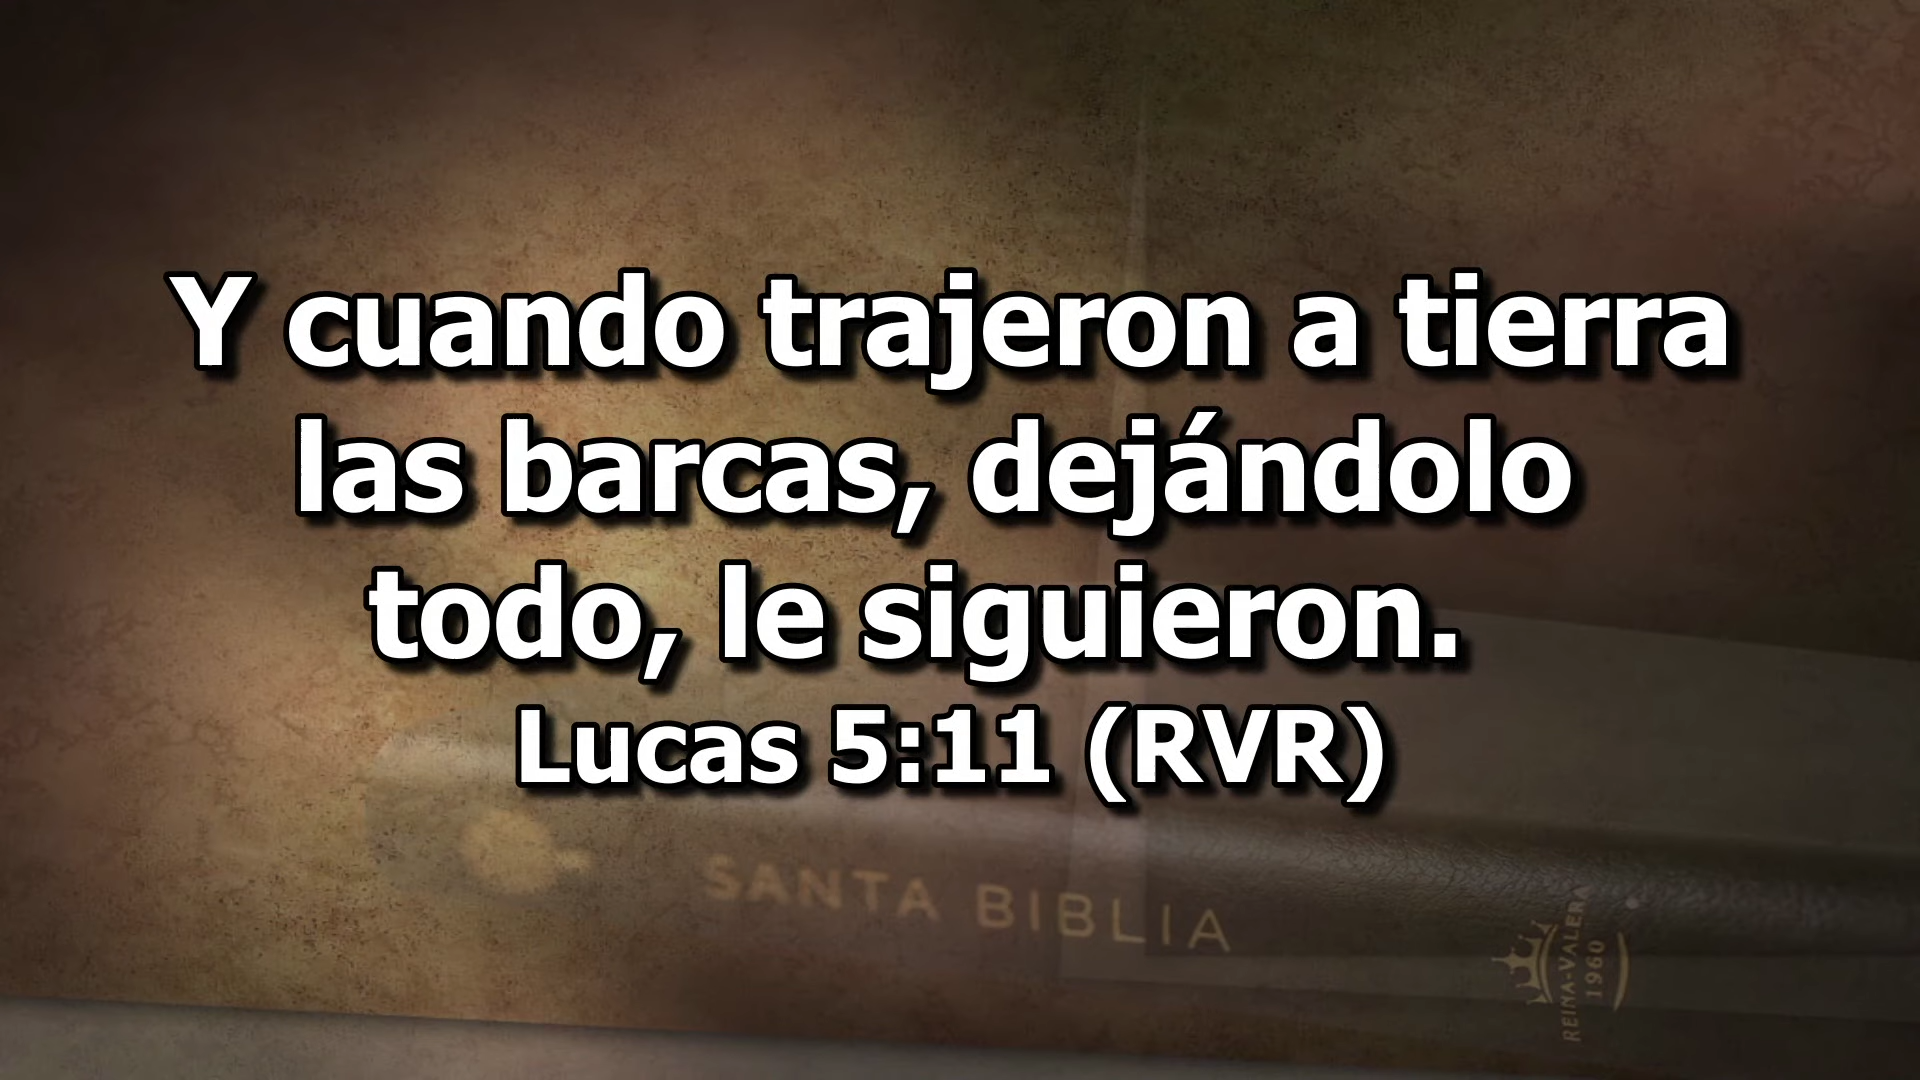 Y cuando trajeron a tierra
las barcas, dejándolo
todo, le siguieron.
Lucas 5:11 (RVR)
SANTA BIBLIA
REINA-VALERA
1960